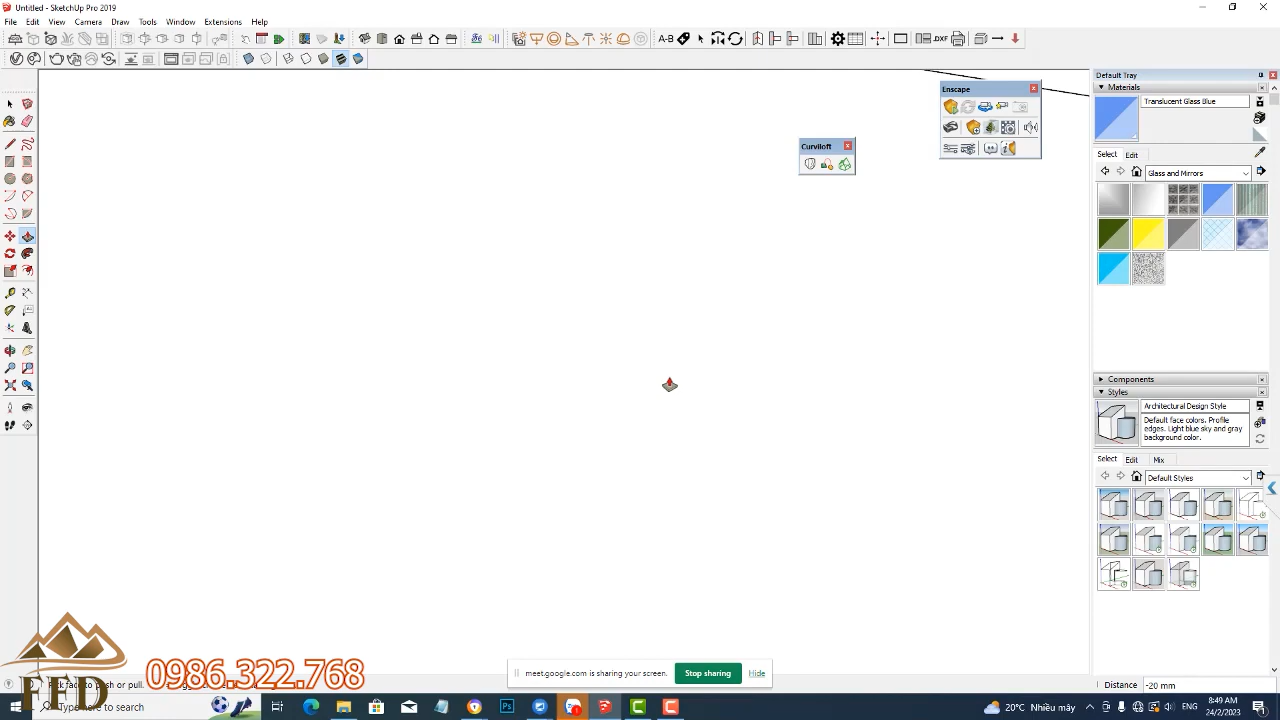 Untitled - SketchUp Pro 2019
File Edit View Camera Draw Tools Window Extensions Help
A-B
DXF
Default Tray
Materials
Enscape
Translucent Glass Blue
Curviloft
Select Edit
Glass and Mirrors
Components
Styles
Architectural Design Style
Default face colors. Profile edges. Light blue sky and gray background color.
Select Edit Mix
Default Styles
0986.322.768
FFD
meet.google.com is sharing your screen. Stop sharing Hide
push or pull.
Distance -20 mm
Type here to search
Ps
20°C Nhiều mây
ENG
8:49 AM
24/2/2023